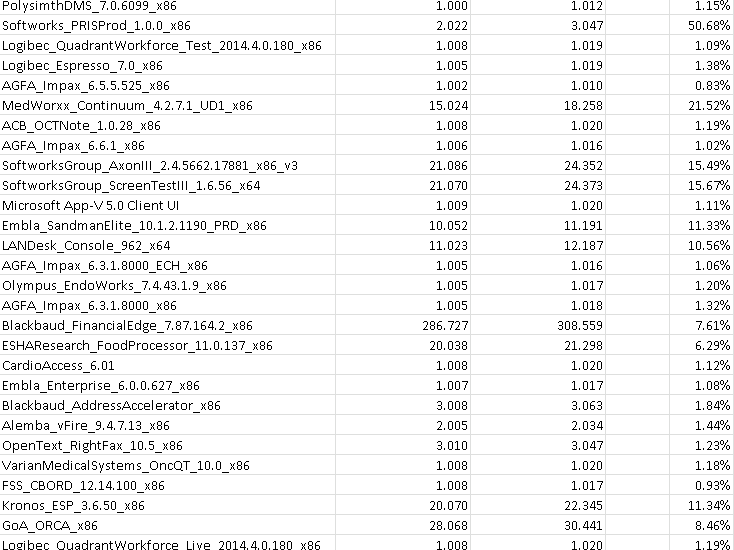 PolysimthDMS_7.0.6099_x86 1.000 1.012 1.15%
Softworks_PRISProd_1.0.0_x86 2.022 3.047 50.68%
Logibec_QuadrantWorkforce_Test_2014.4.0.180_x86 1.008 1.019 1.09%
Logibec_Espresso_7.0_x86 1.005 1.019 1.38%
AGFA_Impax_6.5.5.525_x86 1.002 1.010 0.83%
MedWorxx_Continuum_4.2.7.1_UD1_x86 15.024 18.258 21.52%
ACB_OCTNote_1.0.28_x86 1.008 1.020 1.19%
AGFA_Impax_6.6.1_x86 1.006 1.016 1.02%
SoftworksGroup_AxonIII_2.4.5662.17881_x86_v3 21.086 24.352 15.49%
SoftworksGroup_ScreenTestIII_1.6.56_x64 21.070 24.373 15.67%
Microsoft App-V 5.0 Client UI 1.009 1.020 1.11%
Embla_SandmanElite_10.1.2.1190_PRD_x86 10.052 11.191 11.33%
LANDesk_Console_962_x64 11.023 12.187 10.56%
AGFA_Impax_6.3.1.8000_ECH_x86 1.005 1.016 1.06%
Olympus_EndoWorks_7.4.43.1.9_x86 1.005 1.017 1.20%
AGFA_Impax_6.3.1.8000_x86 1.005 1.018 1.32%
Blackbaud_FinancialEdge_7.87.164.2_x86 286.727 308.559 7.61%
ESHAResearch_FoodProcessor_11.0.137_x86 20.038 21.298 6.29%
CardioAccess_6.01 1.008 1.020 1.12%
Embla_Enterprise_6.0.0.627_x86 1.007 1.017 1.08%
Blackbaud_AddressAccelerator_x86 3.008 3.063 1.84%
Alemba_vFire_9.4.7.13_x86 2.005 2.034 1.44%
OpenText_RightFax_10.5_x86 3.010 3.047 1.23%
VarianMedicalSystems_OncQT_10.0_x86 1.008 1.020 1.18%
FSS_CBORD_12.14.100_x86 1.008 1.017 0.93%
Kronos_ESP_3.6.50_x86 20.070 22.345 11.34%
GoA_ORCA_x86 28.068 30.441 8.46%
Logibec_QuadrantWorkforce_Live_2014.4.0.180_x86 1.008 1.020 1.19%